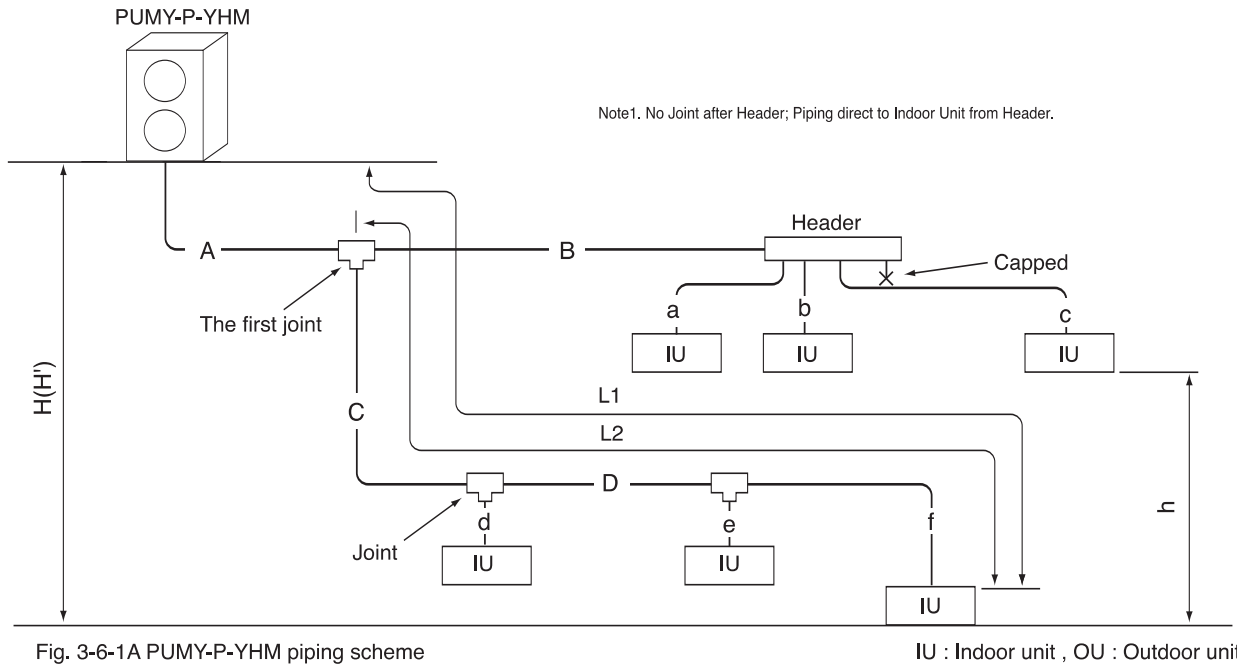 PUMY-P-YHM
Note1. No Joint after Header; Piping direct to Indoor Unit from Header.
Header
A
B
Capped
The first joint
a
b
c
IU
IU
IU
H(H')
L1
C
L2
D
h
d
e
f
Joint
IU
IU
IU
Fig. 3-6-1A PUMY-P-YHM piping scheme
IU : Indoor unit , OU : Outdoor unit